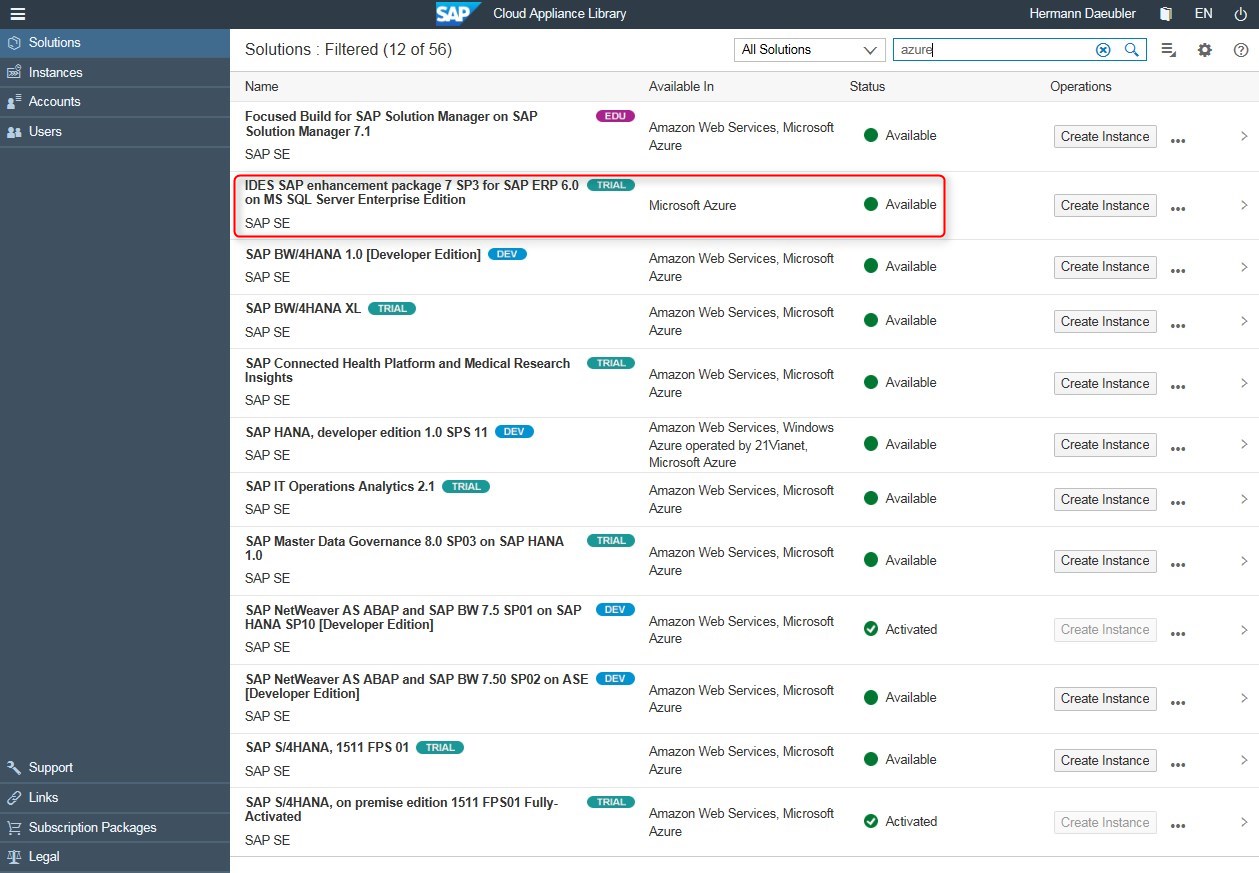 SAP Cloud Appliance Library
Hermann Daeubler EN
Solutions
Instances
Accounts
Users
Support
Links
Subscription Packages
Legal
Solutions : Filtered (12 of 56)
All Solutions
azure
Name Available In Status Operations
Focused Build for SAP Solution Manager on SAP EDU
Solution Manager 7.1
SAP SE
Amazon Web Services, Microsoft
Azure
Available
Create Instance
IDES SAP enhancement package 7 SP3 for SAP ERP 6.0 TRIAL
on MS SQL Server Enterprise Edition
SAP SE
Microsoft Azure
Available
Create Instance
SAP BW/4HANA 1.0 [Developer Edition] DEV
SAP SE
Amazon Web Services, Microsoft
Azure
Available
Create Instance
SAP BW/4HANA XL TRIAL
SAP SE
Amazon Web Services, Microsoft
Azure
Available
Create Instance
SAP Connected Health Platform and Medical Research TRIAL
Insights
SAP SE
Amazon Web Services, Microsoft
Azure
Available
Create Instance
SAP HANA, developer edition 1.0 SPS 11 DEV
SAP SE
Amazon Web Services, Windows
Azure operated by 21Vianet,
Microsoft Azure
Available
Create Instance
SAP IT Operations Analytics 2.1 TRIAL
SAP SE
Amazon Web Services, Microsoft
Azure
Available
Create Instance
SAP Master Data Governance 8.0 SP03 on SAP HANA TRIAL
1.0
SAP SE
Amazon Web Services, Microsoft
Azure
Available
Create Instance
SAP NetWeaver AS ABAP and SAP BW 7.5 SP01 on SAP DEV
HANA SP10 [Developer Edition]
SAP SE
Amazon Web Services, Microsoft
Azure
Activated
Create Instance
SAP NetWeaver AS ABAP and SAP BW 7.50 SP02 on ASE DEV
[Developer Edition]
SAP SE
Amazon Web Services, Microsoft
Azure
Available
Create Instance
SAP S/4HANA, 1511 FPS 01 TRIAL
SAP SE
Amazon Web Services, Microsoft
Azure
Available
Create Instance
SAP S/4HANA, on premise edition 1511 FPS01 Fully- TRIAL
Activated
SAP SE
Amazon Web Services, Microsoft
Azure
Activated
Create Instance